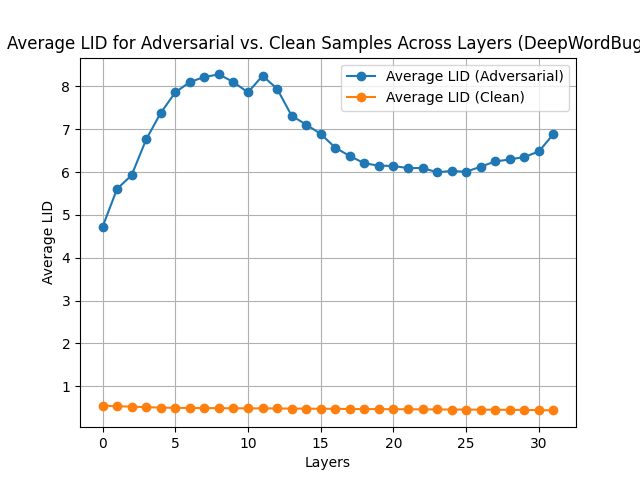 Average LID for Adversarial vs. Clean Samples Across Layers (DeepWordBug
Average LID (Adversarial)
Average LID (Clean)
Average LID
8
7
6
5
4
3
2
1
0 5 10 15 20 25 30
Layers